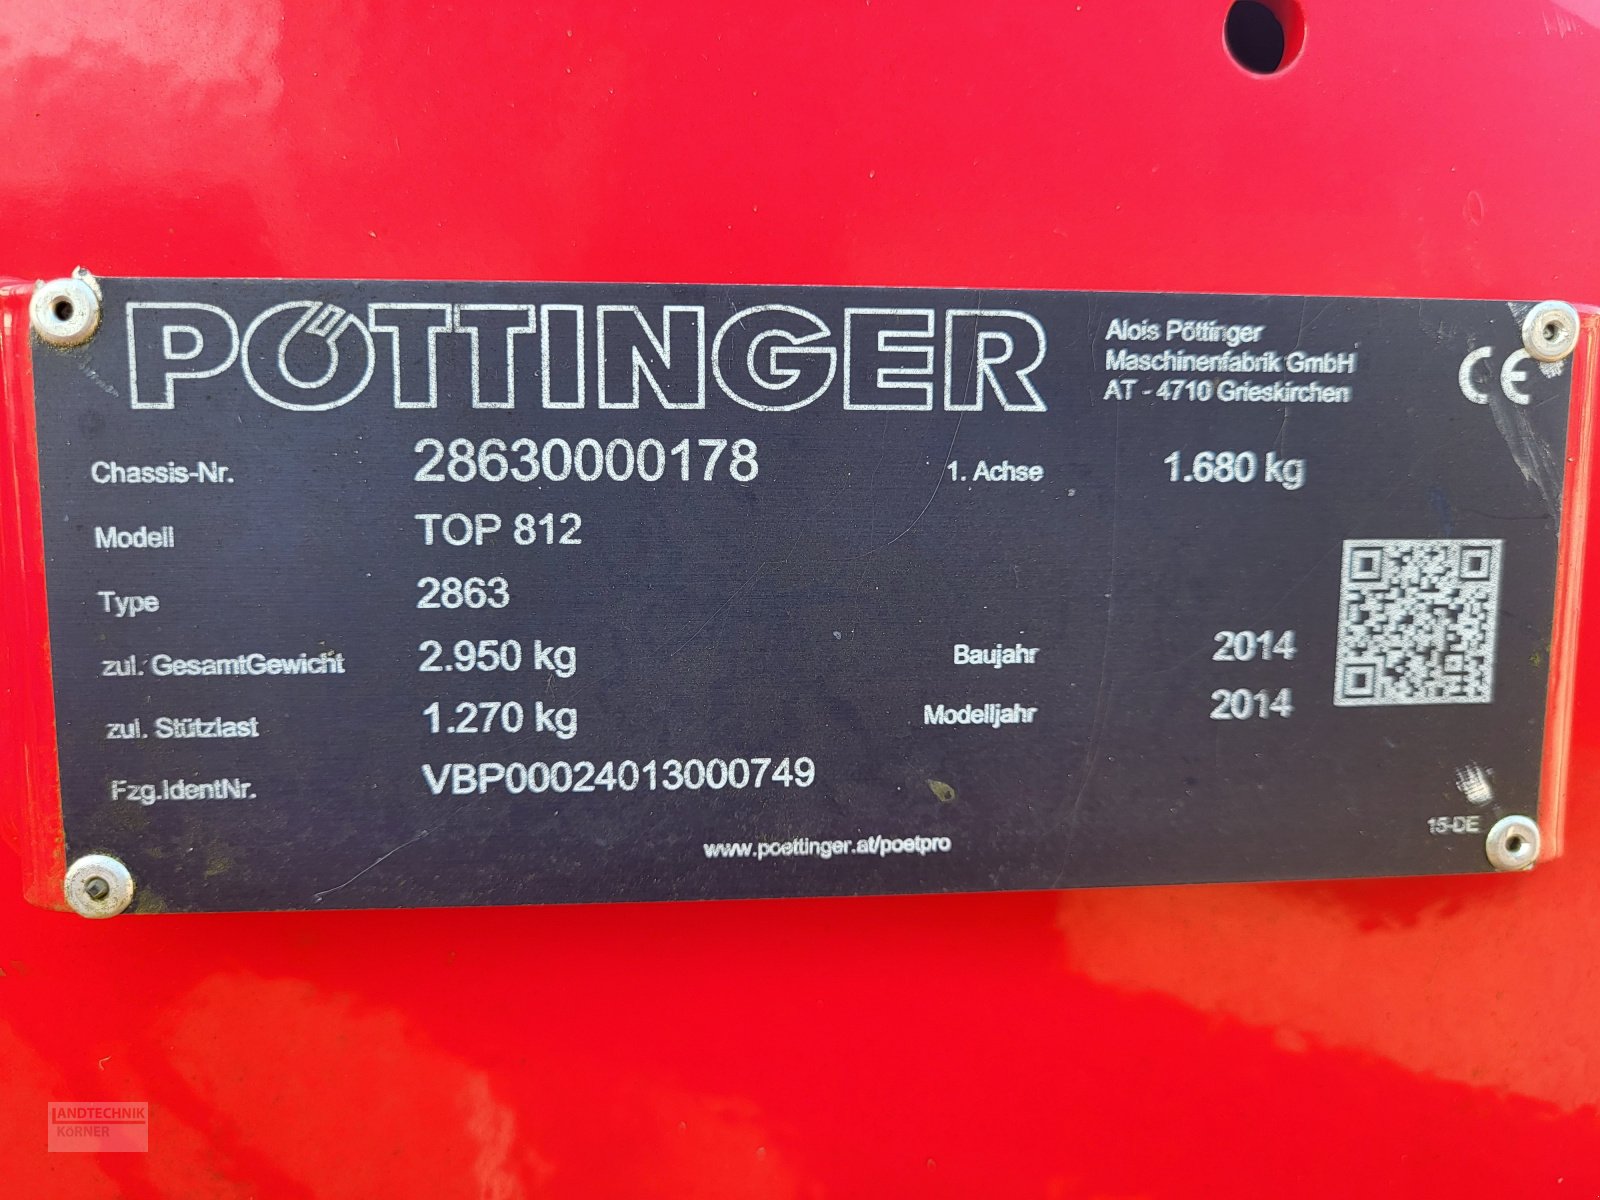 PÖTTINGER
Alois Pöttinger
Maschinenfabrik GmbH
AT - 4710 Grieskirchen
CE
Chassis-Nr. 28630000178 1. Achse 1.680 kg
Modell TOP 812
Type 2863
zul. GesamtGewicht 2.950 kg Baujahr 2014
zul. Stützlast 1.270 kg Modelljahr 2014
Fzg.IdentNr. VBP00024013000749
www.poettinger.at/poetpro
15-DE
LANDTECHNIK
KÖRNER